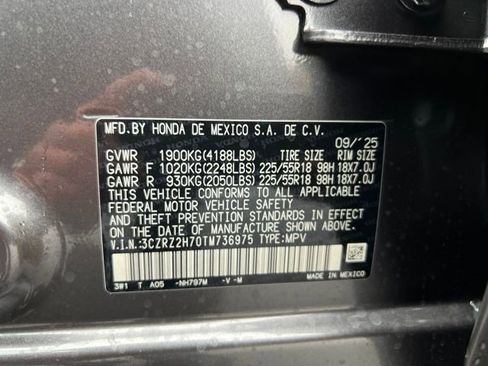 MFD.BY HONDA DE MEXICO S.A. DE C.V.
09/'25
GVWR 1900KG(4188LBS) TIRE SIZE RIM SIZE
GAWR F 1020KG(2248LBS) 225/55R18 98H 18X7.0J
GAWR R 930KG(2050LBS) 225/55R18 98H 18X7.0J
THIS VEHICLE CONFORMS TO ALL APPLICABLE
FEDERAL MOTOR VEHICLE SAFETY
AND THEFT PREVENTION STANDARDS IN EFFECT
ON THE DATE OF MANUFACTURE SHOWN ABOVE.
V.I.N.:3CZRZ2H70TM736975 TYPE:MPV
3W1 T A05 -NH797M -V -M
MADE IN MEXICO